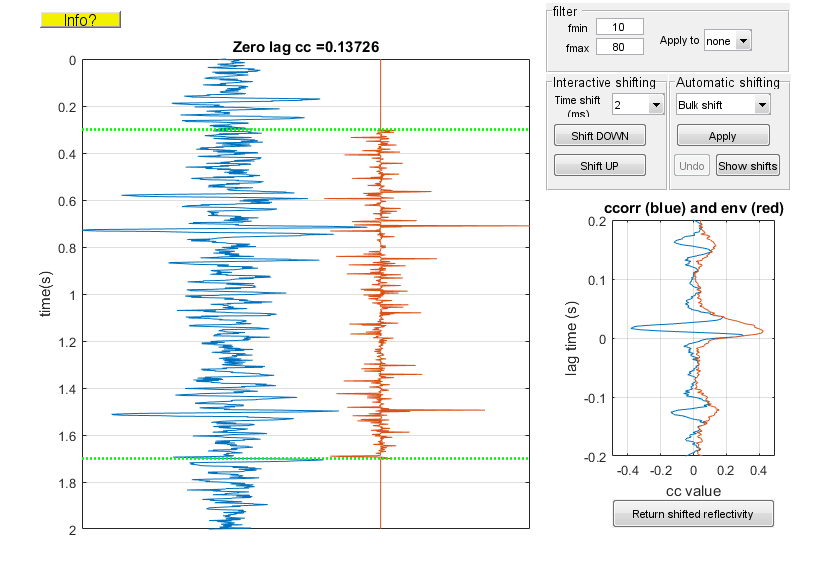 Info?
Zero lag cc =0.13726
0
0.2
0.4
0.6
0.8
1
1.2
1.4
1.6
1.8
2
time(s)
filter
fmin 10
fmax 80
Apply to none
Interactive shifting
Time shift (ms) 2
Shift DOWN
Shift UP
Automatic shifting
Bulk shift
Apply
Undo Show shifts
ccorr (blue) and env (red)
0.2
0.1
0
-0.1
-0.2
lag time (s)
-0.4 -0.2 0 0.2 0.4
cc value
Return shifted reflectivity